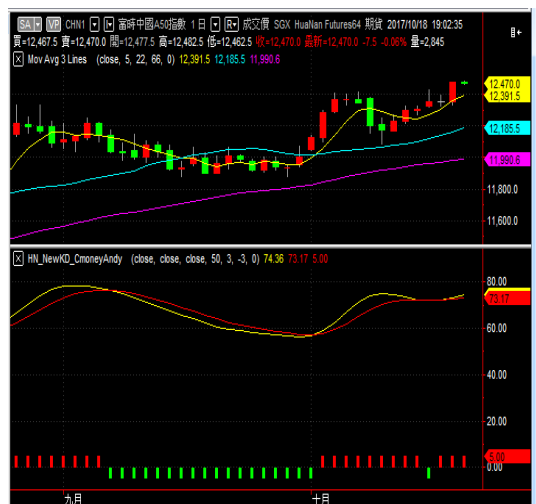 SA VP CHN1 富時中國A50指數 1日 R 成交價 SGX HuaNan Futures64 期貨 2017/10/18 19:02:35
買=12,467.5 賣=12,470.0 開=12,477.5 高=12,482.5 低=12,462.5 收=12,470.0 最新=12,470.0 -7.5 -0.06% 量=2,845
X Mov Avg 3 Lines (close, 5, 22, 66, 0) 12,391.5 12,185.5 11,990.6
12,470.0
12,391.5
12,185.5
11,990.6
11,800.0
11,600.0
X HN_NewKD_CmoneyAndy (close, close, close, 50, 3, -3, 0) 74.36 73.17 5.00
80.00
73.17
60.00
40.00
20.00
5.00
0.00
九月 十月